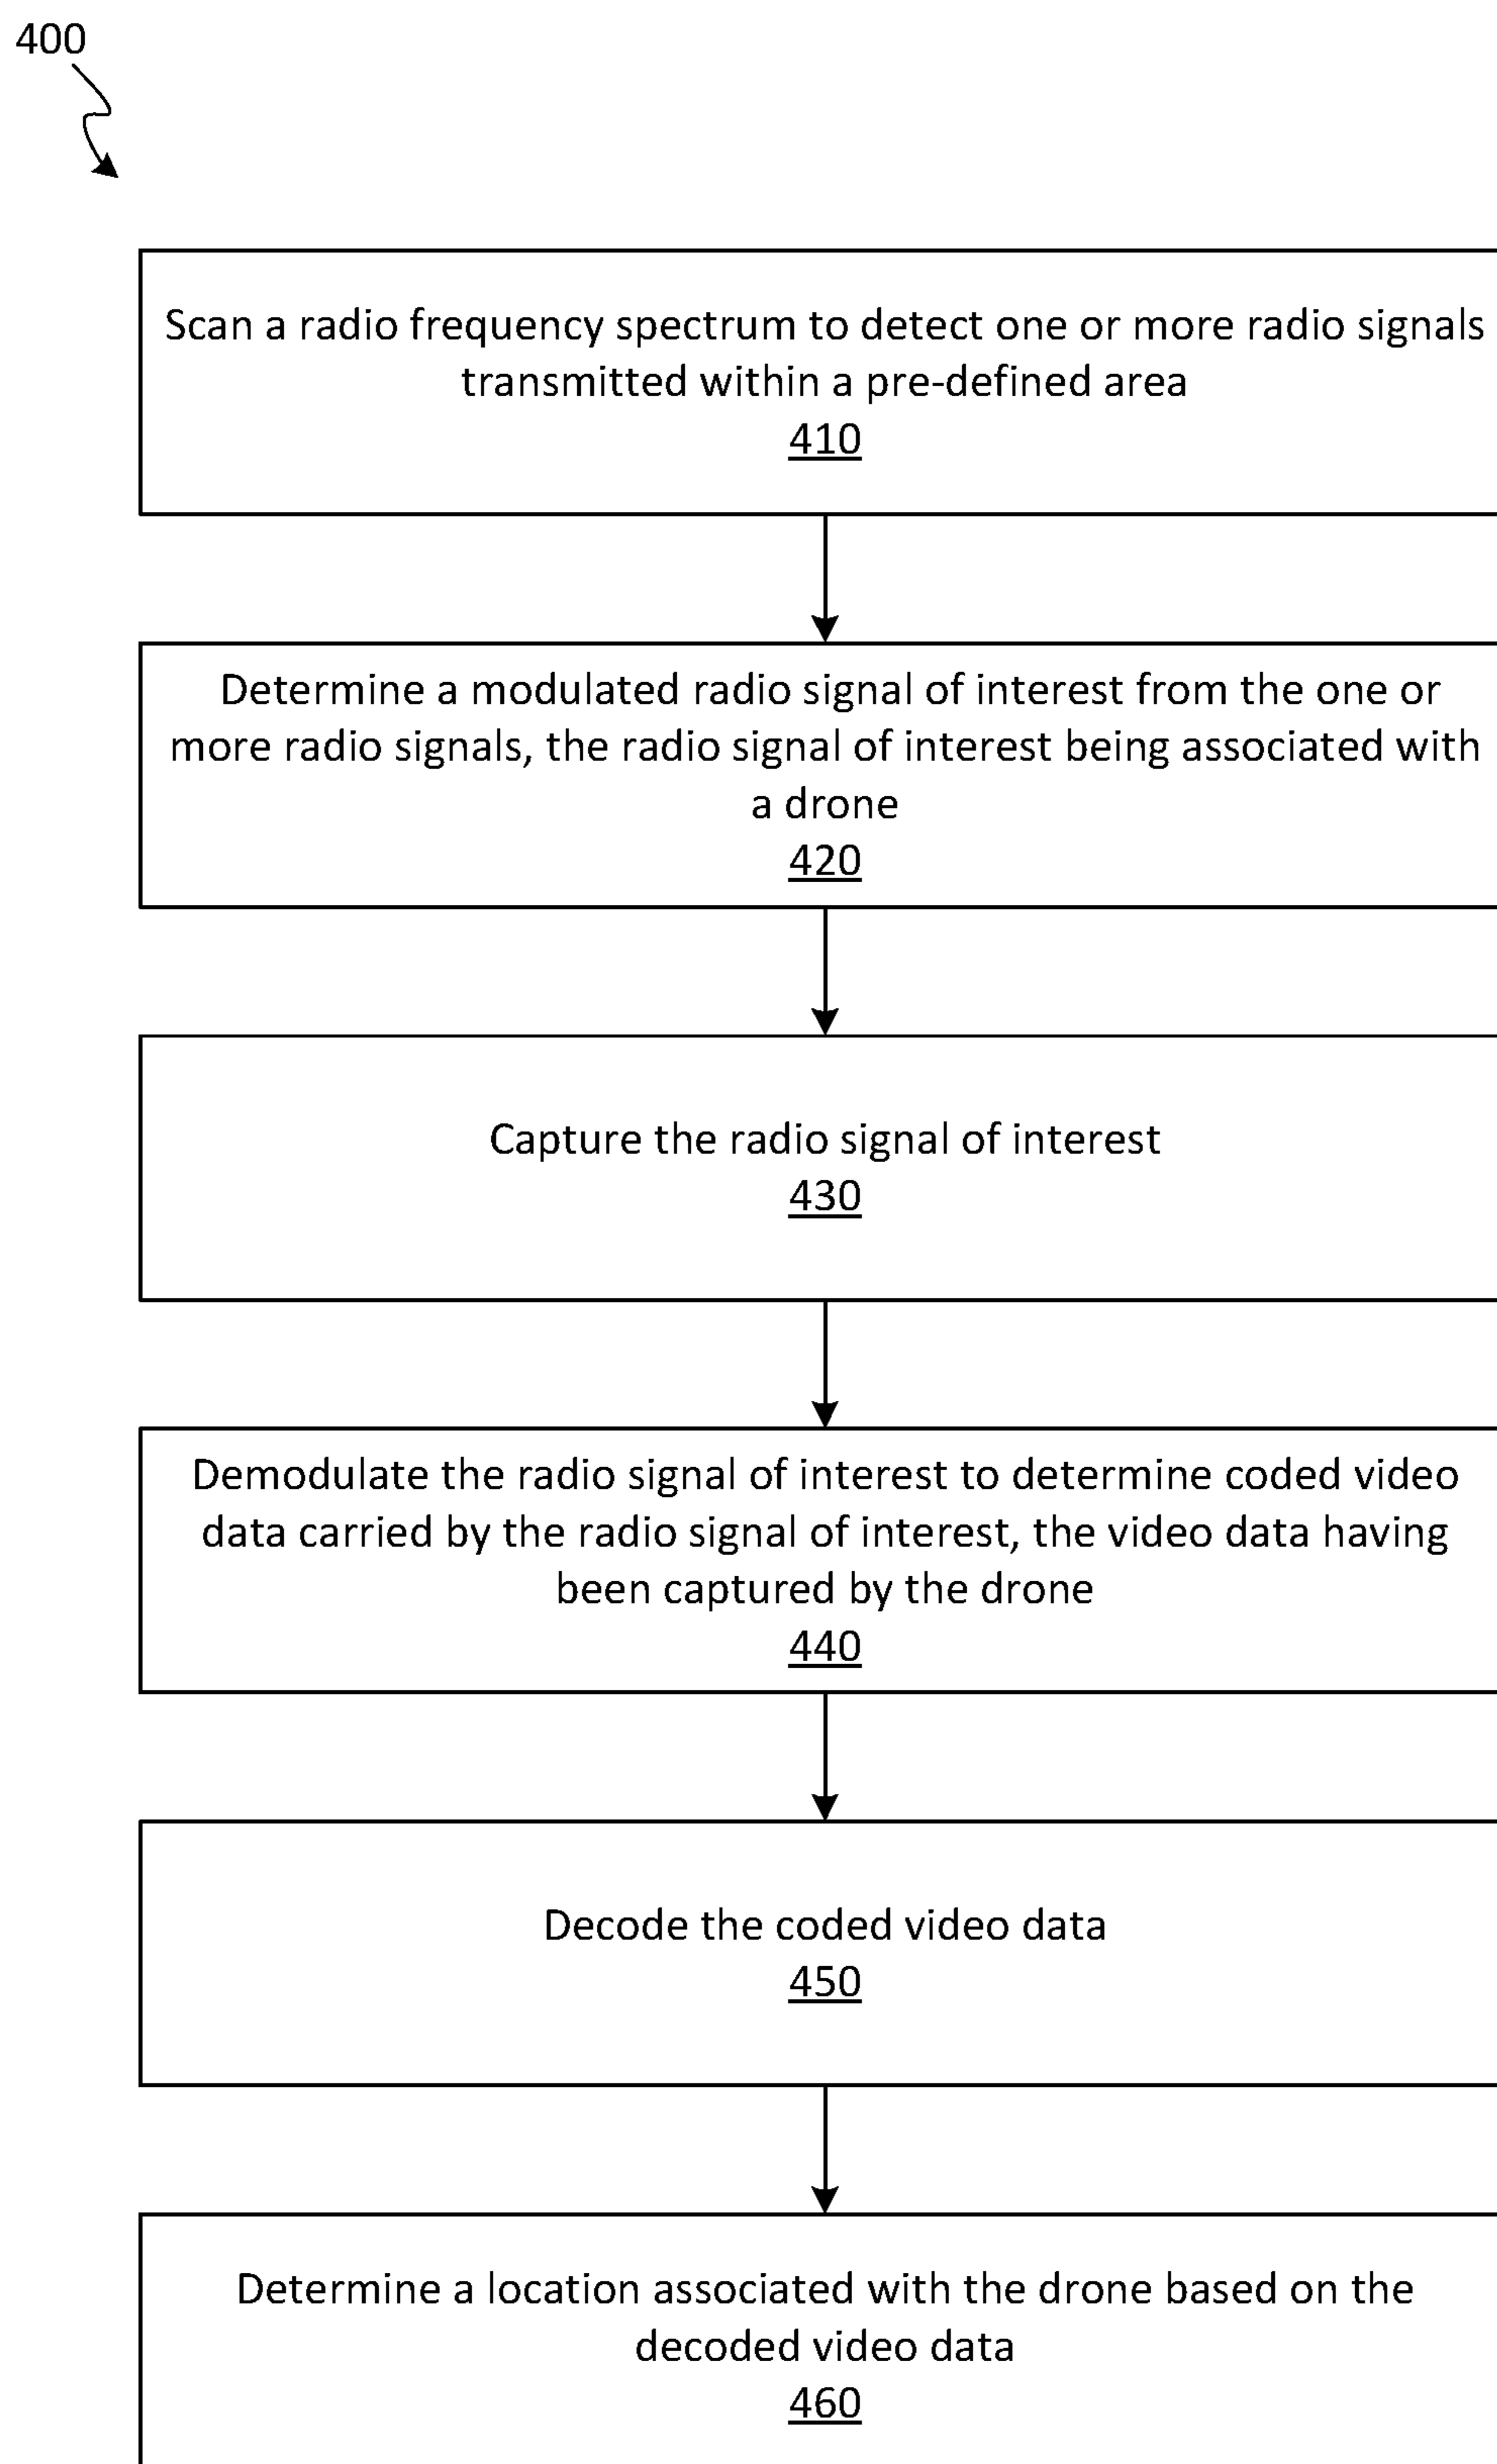 400
Scan a radio frequency spectrum to detect one or more radio signals
transmitted within a pre-defined area
410
Determine a modulated radio signal of interest from the one or
more radio signals, the radio signal of interest being associated with
a drone
420
Capture the radio signal of interest
430
Demodulate the radio signal of interest to determine coded video
data carried by the radio signal of interest, the video data having
been captured by the drone
440
Decode the coded video data
450
Determine a location associated with the drone based on the
decoded video data
460